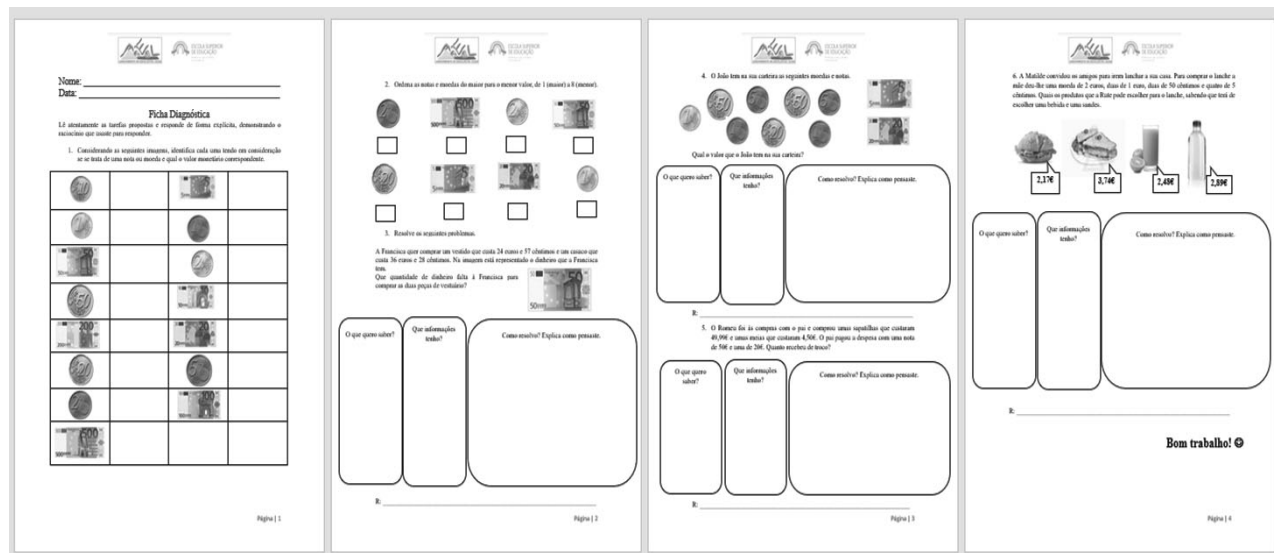 Nome:
Data:
Ficha Diagnóstica
Lê atentamente as tarefas propostas e responde de forma explícita, demonstrando o
raciocínio que usaste para responder.
1. Considerando as seguintes imagens, identifica cada uma tendo em consideração
se se trata de uma nota ou moeda e qual o valor monetário correspondente.
Página | 1
2. Ordena as notas e moedas do maior para o menor valor, de 1 (maior) a 8 (menor).
3. Resolve os seguintes problemas.
A Francisca quer comprar um vestido que custa 24 euros e 57 cêntimos e um casaco que
custa 36 euros e 28 cêntimos. Na imagem está representado o dinheiro que a Francisca
tem.
Que quantidade de dinheiro falta à Francisca para
comprar as duas peças de vestuário?
O que quero saber?
Que informações
tenho?
Como resolvo? Explica como pensaste.
R:
Página | 2
4. O João tem na sua carteira as seguintes moedas e notas.
Qual o valor que o João tem na sua carteira?
O que quero saber?
Que informações
tenho?
Como resolvo? Explica como pensaste.
R:
5. O Romeu foi às compras com o pai e comprou umas sapatilhas que custaram
49,99€ e umas meias que custaram 4,50€. O pai pagou a despesa com uma nota
de 50€ e uma de 20€. Quanto recebeu de troco?
O que quero
saber?
Que informações
tenho?
Como resolvo? Explica como pensaste.
R:
Página | 3
6. A Matilde convidou os amigos para irem lanchar a sua casa. Para comprar o lanche a
mãe deu-lhe uma moeda de 2 euros, duas de 1 euro, duas de 50 cêntimos e quatro de 5
cêntimos. Quais os produtos que a Rute pode escolher para o lanche, sabendo que tem de
escolher uma bebida e uma sandes.
2,17€
3,74€
2,48€
2,89€
O que quero saber?
Que informações
tenho?
Como resolvo? Explica como pensaste.
R:
Bom trabalho! ☺
Página | 4